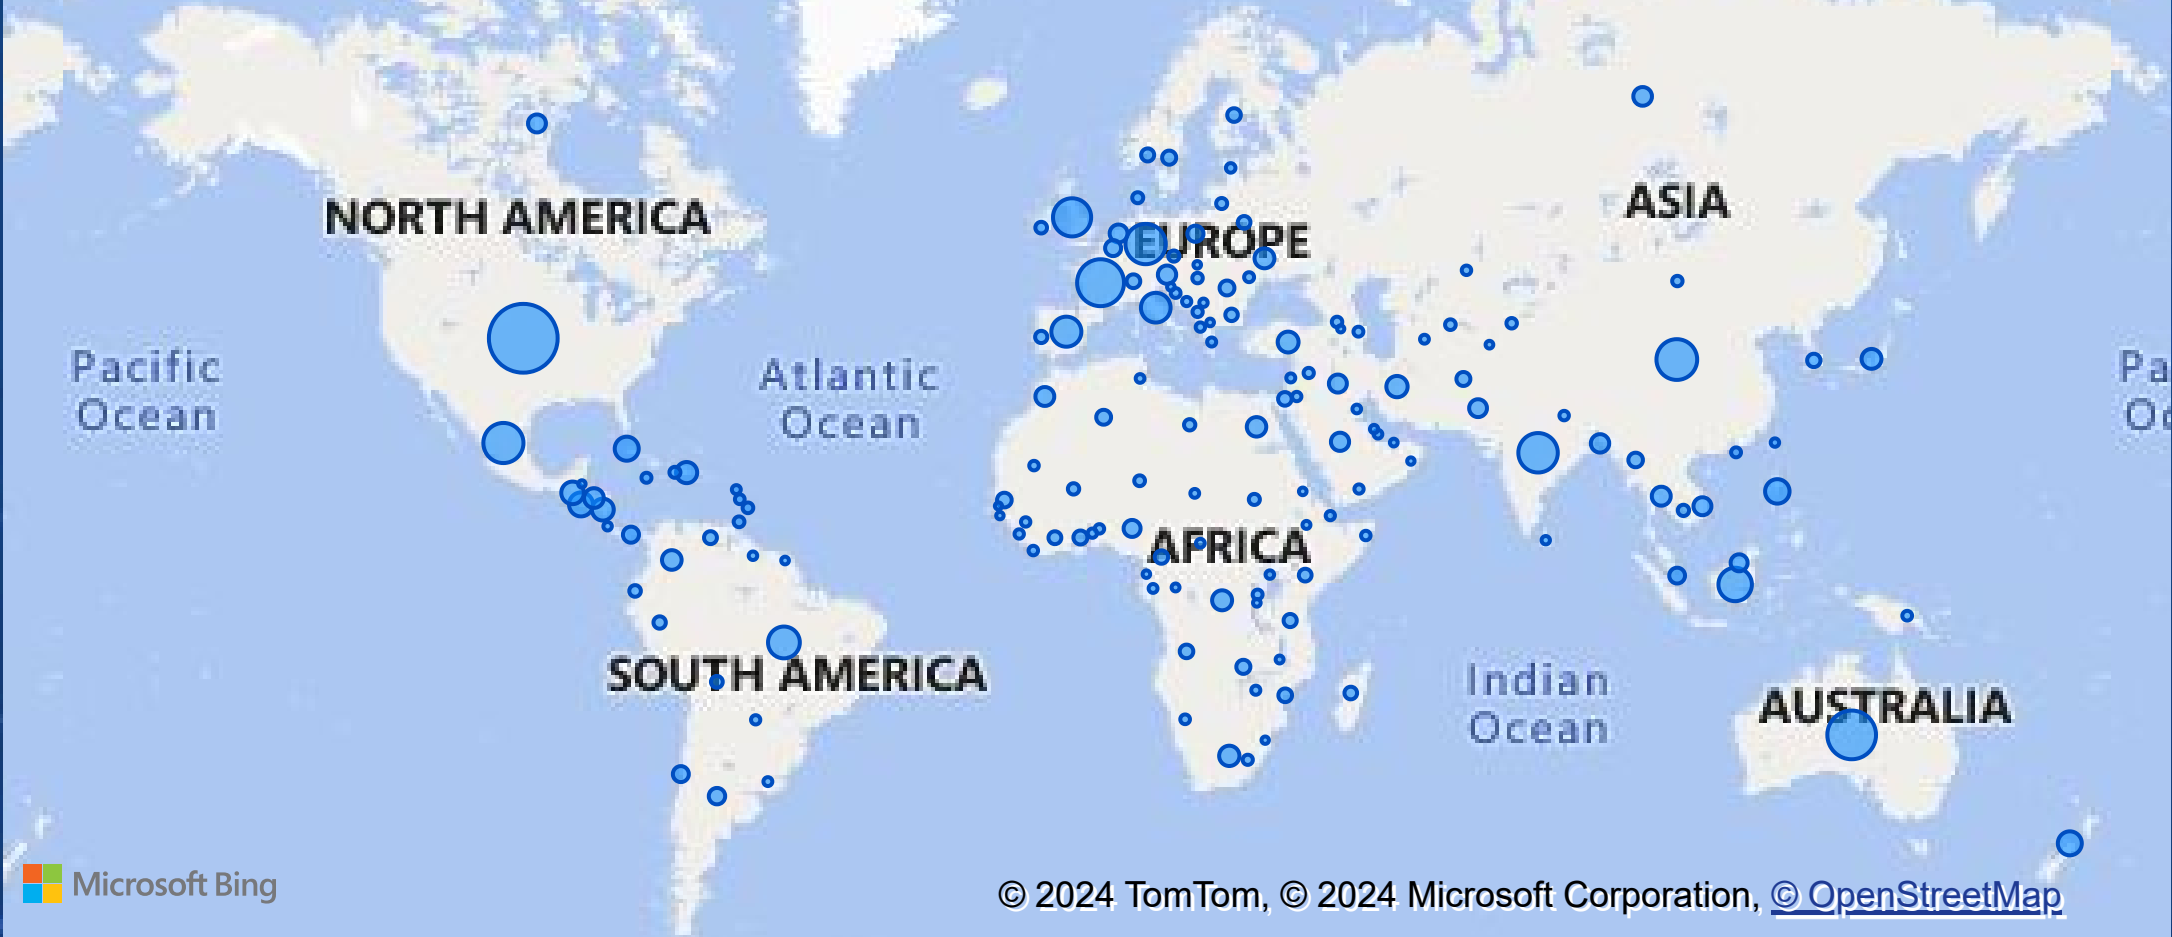 NORTH AMERICA
ASIA
EUROPE
Pacific
Ocean
Atlantic
Ocean
Pa
AFRICA
SOUTH AMERICA
Indian
Ocean
AUSTRALIA
Microsoft Bing
© 2024 TomTom, © 2024 Microsoft Corporation, © OpenStreetMap